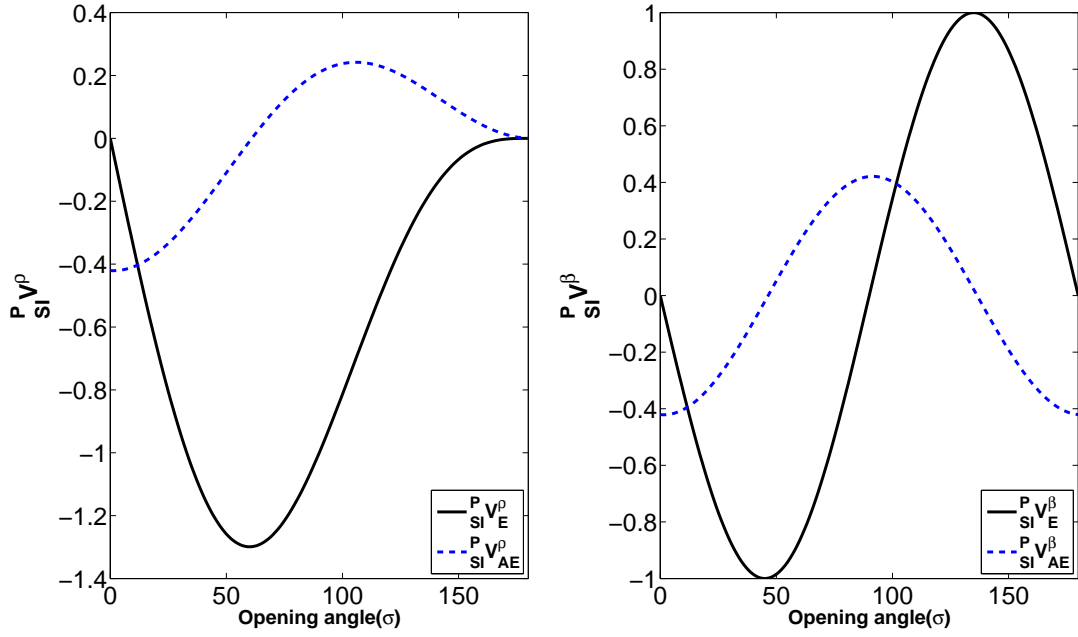 0.4
0.2
0
−0.2
−0.4
−0.6
−0.8
−1
−1.2
−1.4
P SI V ρ
0 50 100 150
Opening angle(σ)
P SI V E ρ
P SI V AE ρ
1
0.8
0.6
0.4
0.2
0
−0.2
−0.4
−0.6
−0.8
−1
P SI V β
0 50 100 150
Opening angle(σ)
P SI V E β
P SI V AE β